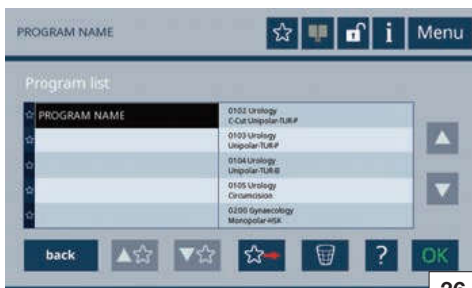 PROGRAM NAME
i
Menu
Program list
PROGRAM NAME
0102 Urology
C-Cut Unipolar-TUR-P
0103 Urology
Unipolar-TUR-P
0104 Urology
Unipolar-TUR-B
0105 Urology
Circumcision
0200 Gynaecology
Monopolar-HSK
back
?
OK
26